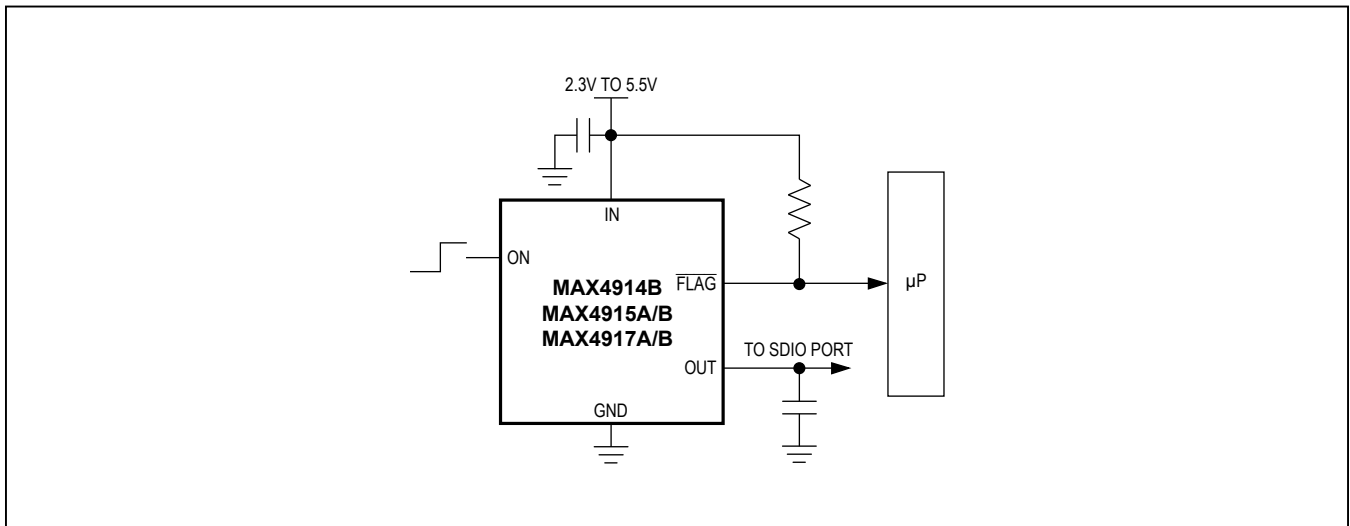 2.3V TO 5.5V
IN
ON
MAX4914B
MAX4915A/B
MAX4917A/B
FLAG
µP
TO SDIO PORT
OUT
GND